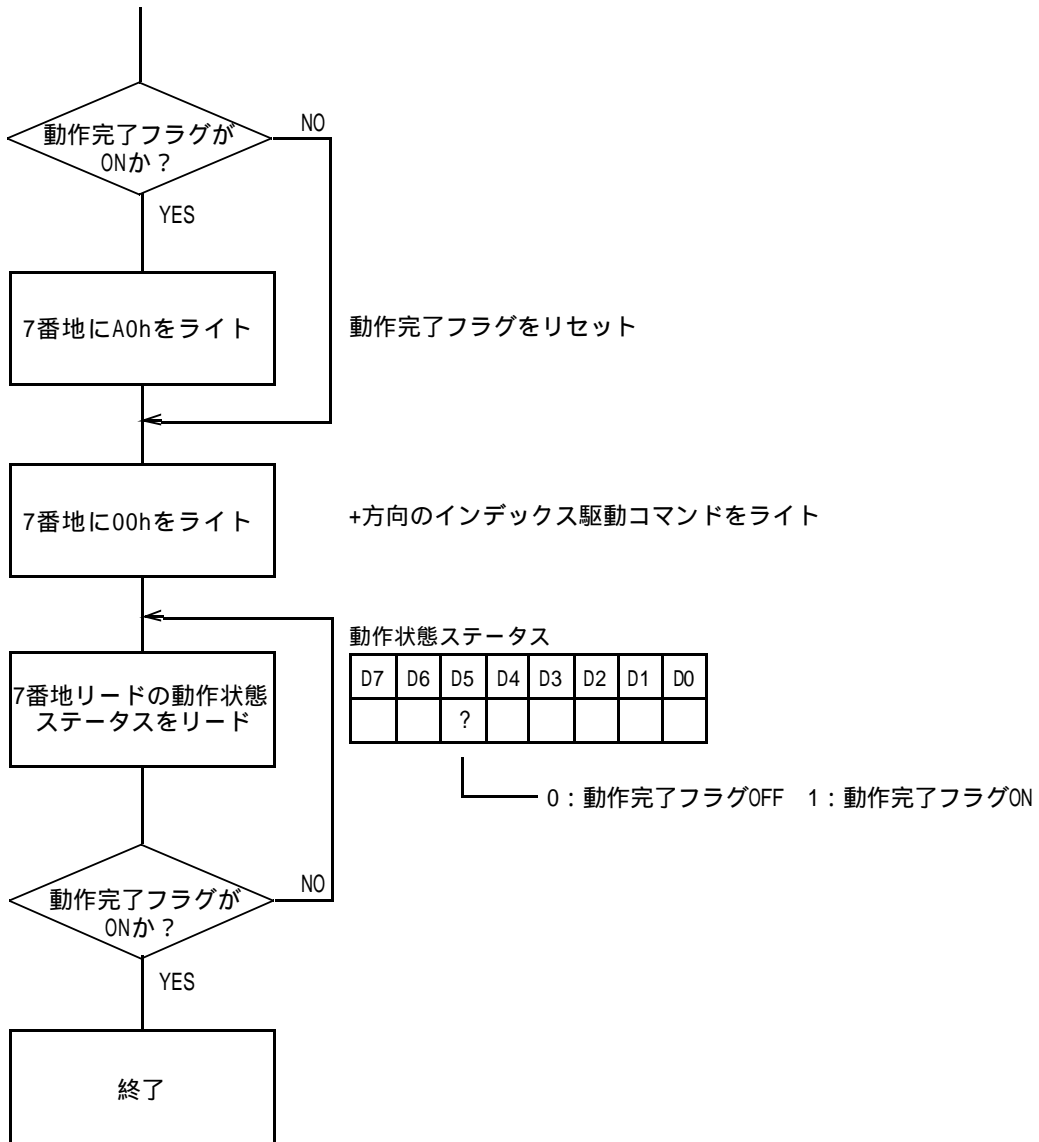 動作完了フラグが
ONか？
NO
YES
7番地にA0hをライト
動作完了フラグをリセット
7番地に00hをライト
+方向のインデックス駆動コマンドをライト
動作状態ステータス
D7 D6 D5 D4 D3 D2 D1 D0
?
7番地リードの動作状態
ステータスをリード
0：動作完了フラグOFF　1：動作完了フラグON
動作完了フラグが
ONか？
NO
YES
終了